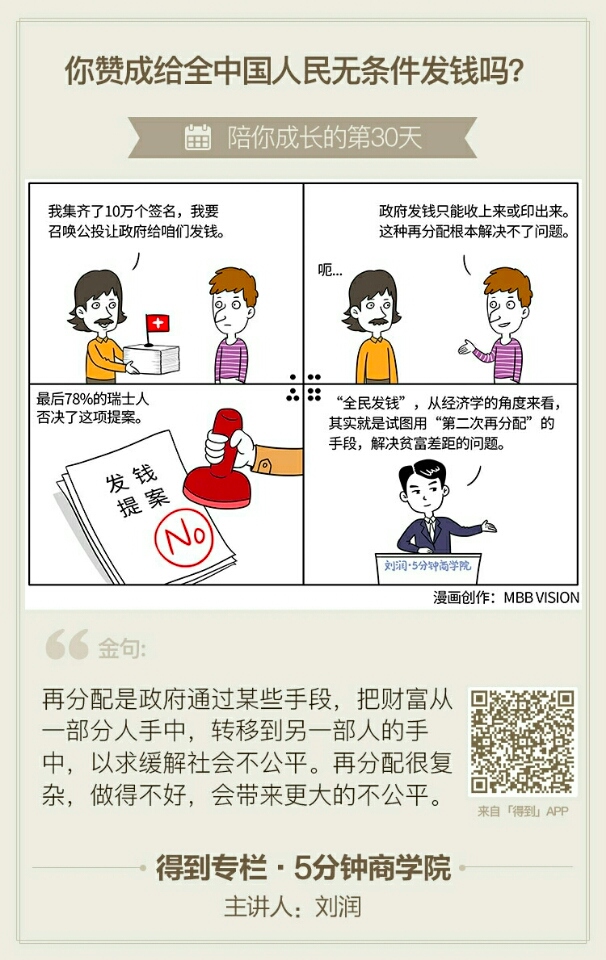 你赞成给全中国人民无条件发钱吗?
陪你成长的第30天
我集齐了10万个签名，我要
召唤公投让政府给咱们发钱。
政府发钱只能收上来或印出来。
这种再分配根本解决不了问题。
呃...
最后78%的瑞士人
否决了这项提案。
发钱
提案
No
“全民发钱”，从经济学的角度来看，
其实就是试图用“第二次再分配”的
手段，解决贫富差距的问题。
刘润·5分钟商学院
漫画创作：MBB VISION
金句:
再分配是政府通过某些手段，把财富从
一部分人手中，转移到另一部人的手
中，以求缓解社会不公平。再分配很复
杂，做得不好，会带来更大的不公平。
来自「得到」APP
得到专栏·5分钟商学院
主讲人：刘润